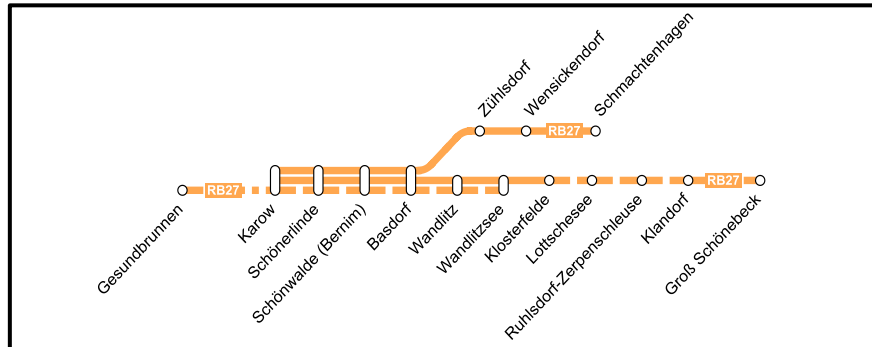 Zühlsdorf
Wensickendorf
Schmachtenhagen
RB27
RB27
RB27
Gesundbrunnen
Karow
Schönerlinde
Schönwalde (Bernim)
Basdorf
Wandlitz
Wandlitzsee
Klosterfelde
Lottschesee
Ruhlsdorf-Zerpenschleuse
Klandorf
Groß Schönebeck